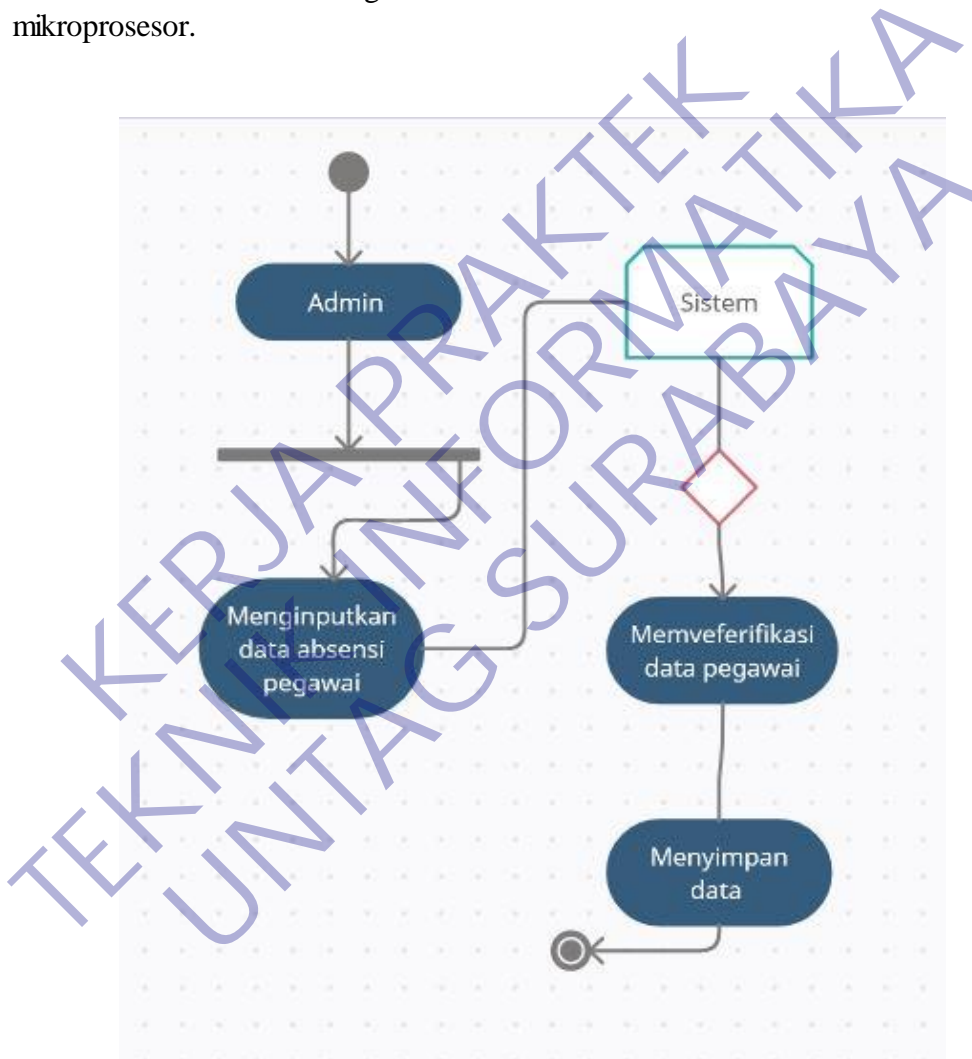 mikroprosesor.
Admin
Sistem
Menginputkan
data absensi
pegawai
Memveferifikasi
data pegawai
Menyimpan
data
KERJA PRAKTEK
TEKNIK INFORMATIKA
UNTAG SURABAYA